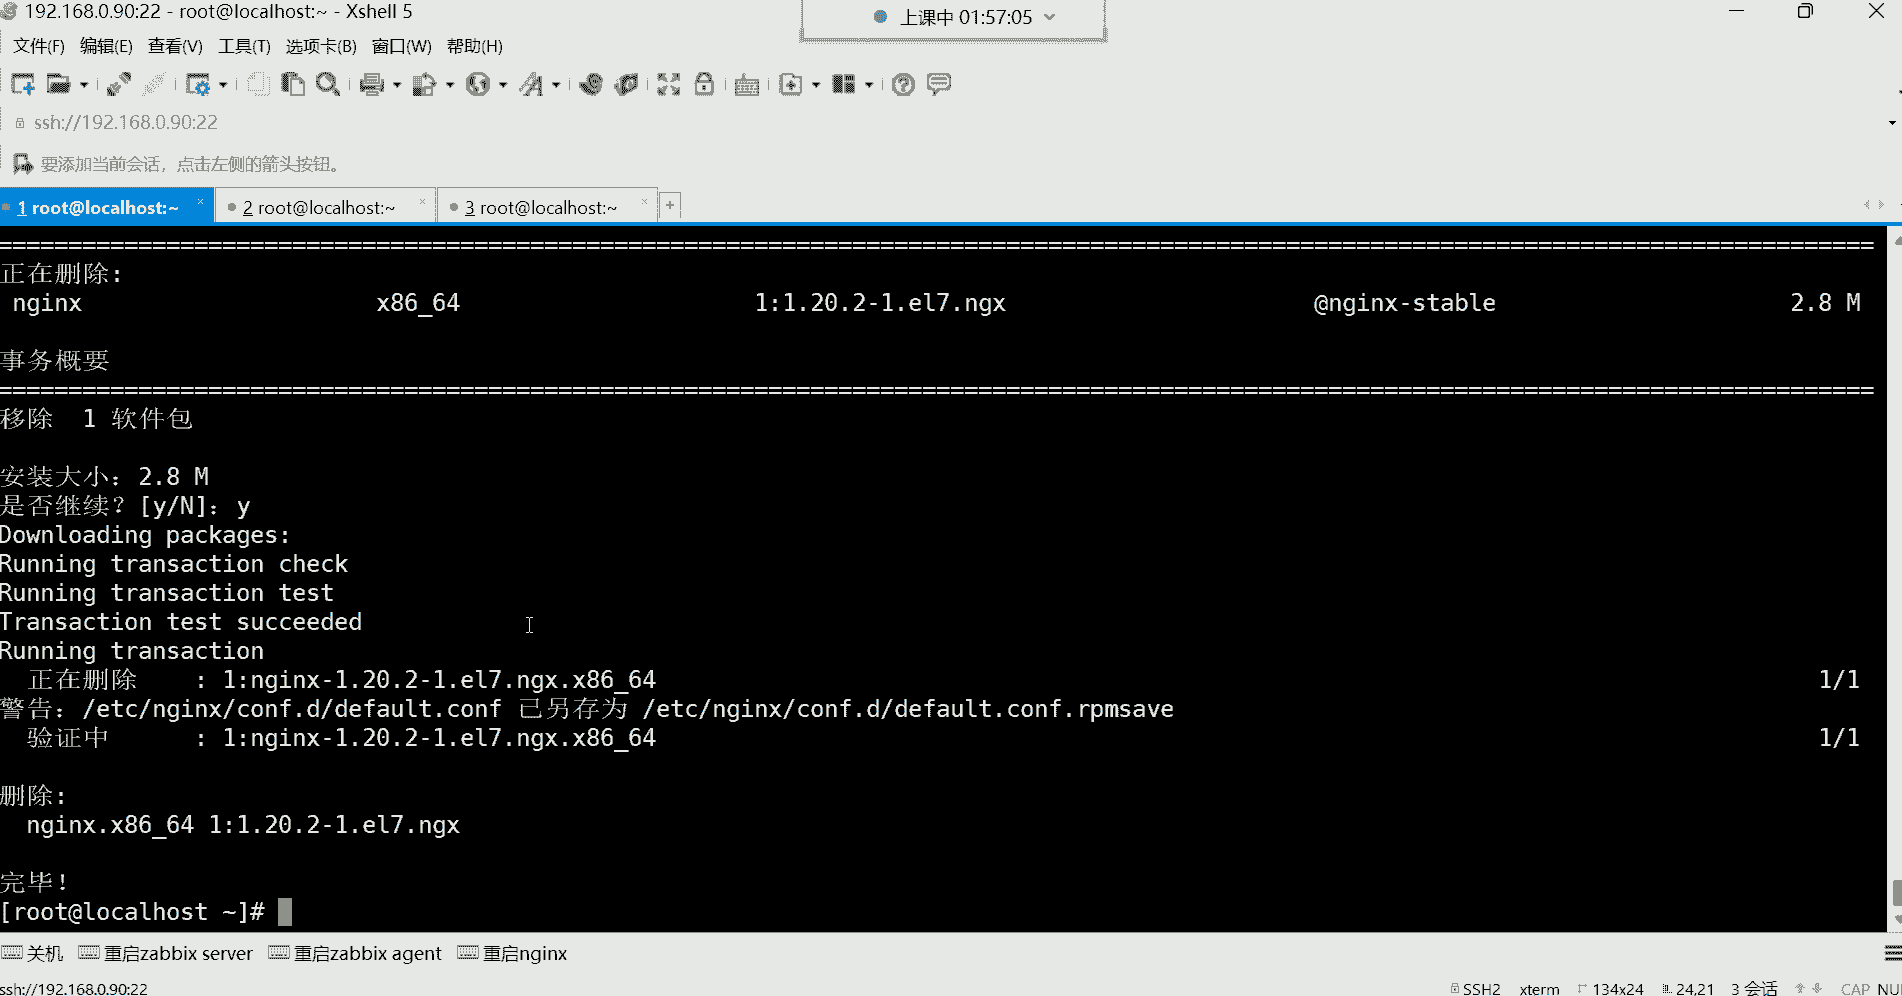 192.168.0.90:22 - root@localhost:~ - Xshell 5
上课中 01:57:05
文件(F) 编辑(E) 查看(V) 工具(T) 选项卡(B) 窗口(W) 帮助(H)
ssh://192.168.0.90:22
要添加当前会话，点击左侧的箭头按钮。
1 root@localhost:~ × 2 root@localhost:~ × 3 root@localhost:~ × +
======================================================================================================================================
正在删除:
nginx x86_64 1:1.20.2-1.el7.ngx @nginx-stable 2.8 M
事务概要
======================================================================================================================================
移除 1 软件包
安装大小：2.8 M
是否继续？[y/N]：y
Downloading packages:
Running transaction check
Running transaction test
Transaction test succeeded
Running transaction
正在删除 : 1:nginx-1.20.2-1.el7.ngx.x86_64 1/1
警告：/etc/nginx/conf.d/default.conf 已另存为 /etc/nginx/conf.d/default.conf.rpmsave
验证中 : 1:nginx-1.20.2-1.el7.ngx.x86_64 1/1
删除:
nginx.x86_64 1:1.20.2-1.el7.ngx
完毕！
[root@localhost ~]#
关机 重启zabbix server 重启zabbix agent 重启nginx
ssh://192.168.0.90:22 SSH2 xterm 134x24 24,21 3 会话 CAP NU